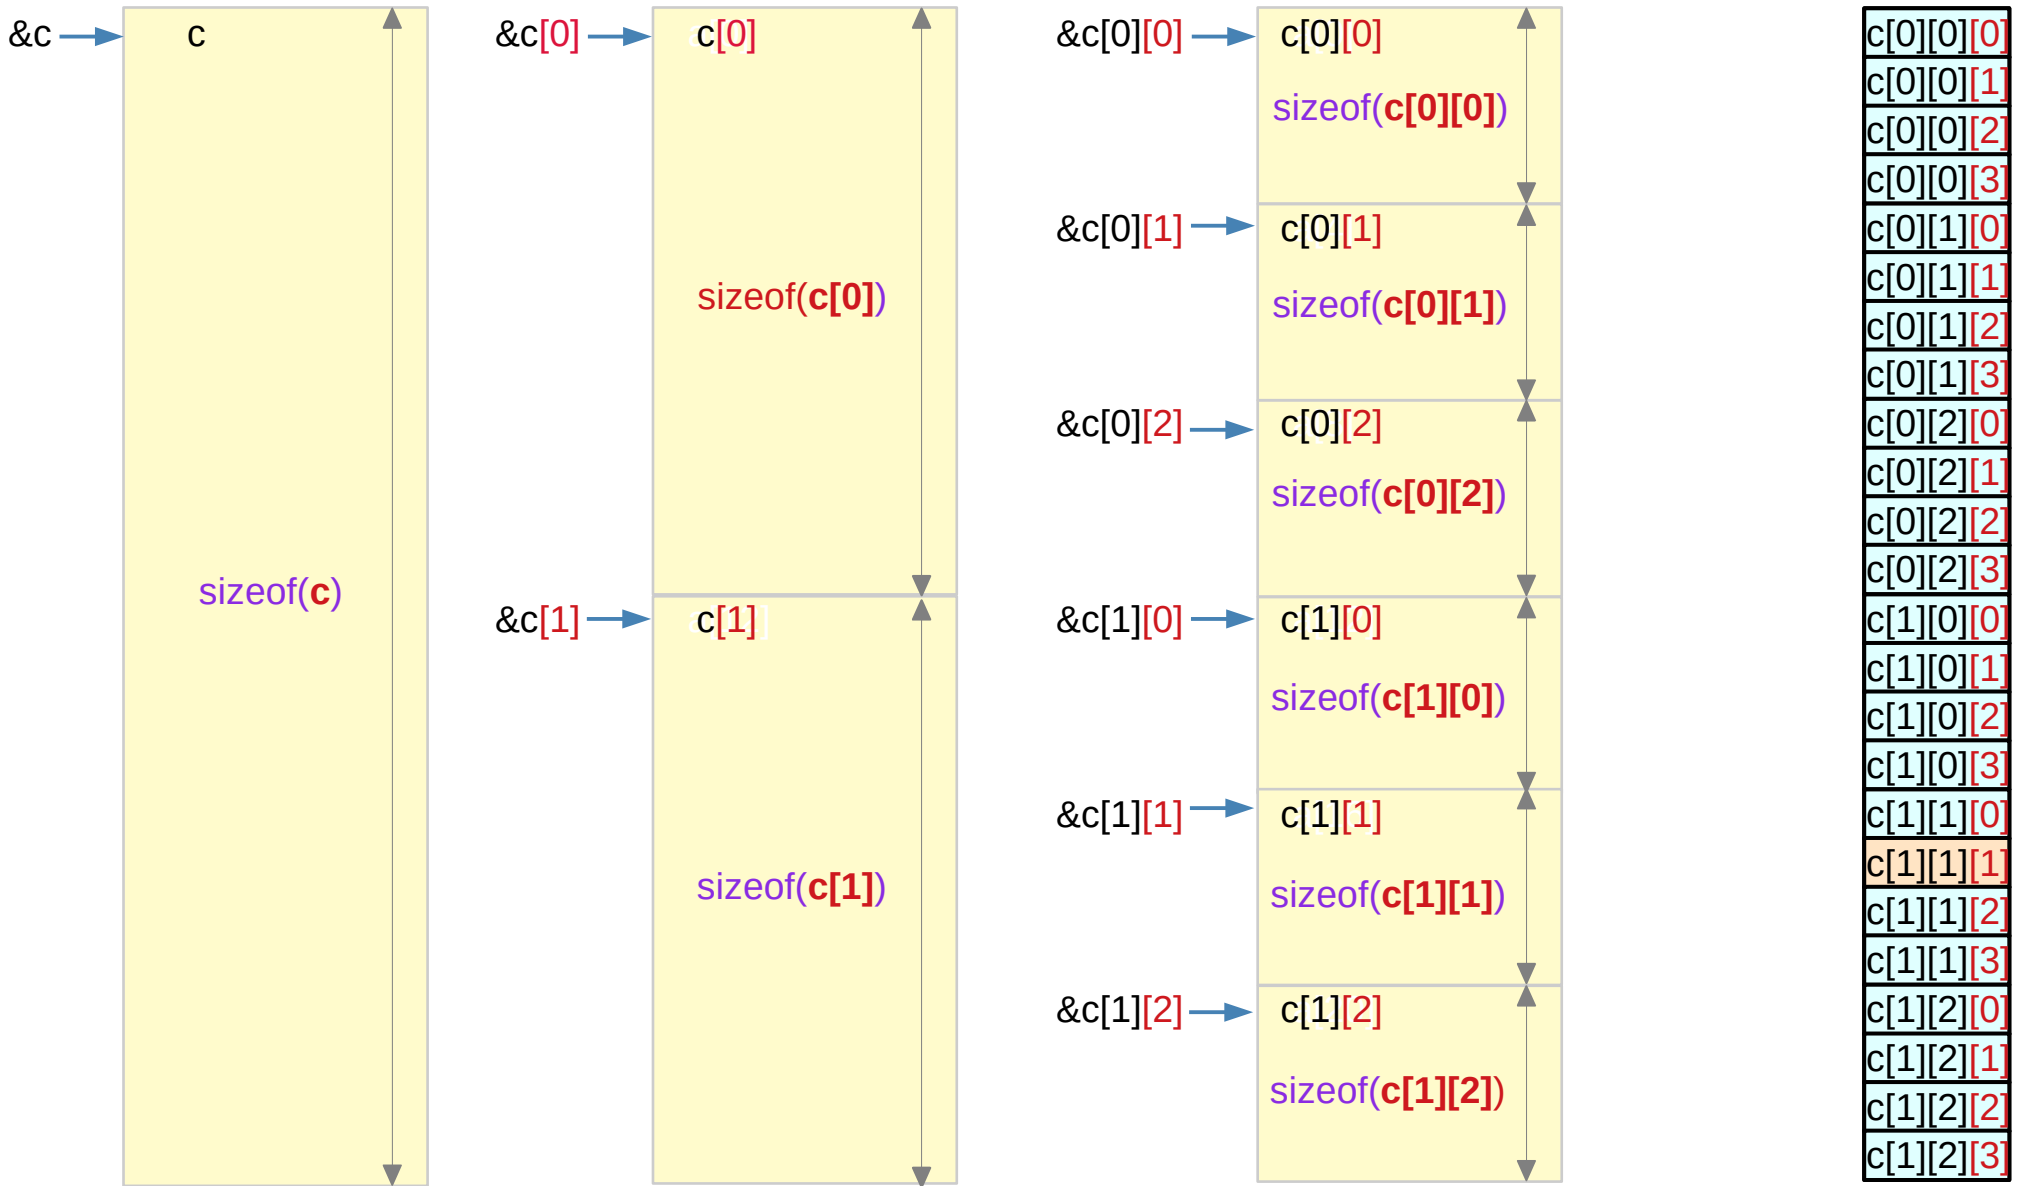 &c
c
sizeof(c)
&c[0]
c[0]
sizeof(c[0])
&c[1]
c[1]
sizeof(c[1])
&c[0][0]
c[0][0]
sizeof(c[0][0])
&c[0][1]
c[0][1]
sizeof(c[0][1])
&c[0][2]
c[0][2]
sizeof(c[0][2])
&c[1][0]
c[1][0]
sizeof(c[1][0])
&c[1][1]
c[1][1]
sizeof(c[1][1])
&c[1][2]
c[1][2]
sizeof(c[1][2])
c[0][0][0]
c[0][0][1]
c[0][0][2]
c[0][0][3]
c[0][1][0]
c[0][1][1]
c[0][1][2]
c[0][1][3]
c[0][2][0]
c[0][2][1]
c[0][2][2]
c[0][2][3]
c[1][0][0]
c[1][0][1]
c[1][0][2]
c[1][0][3]
c[1][1][0]
c[1][1][1]
c[1][1][2]
c[1][1][3]
c[1][2][0]
c[1][2][1]
c[1][2][2]
c[1][2][3]